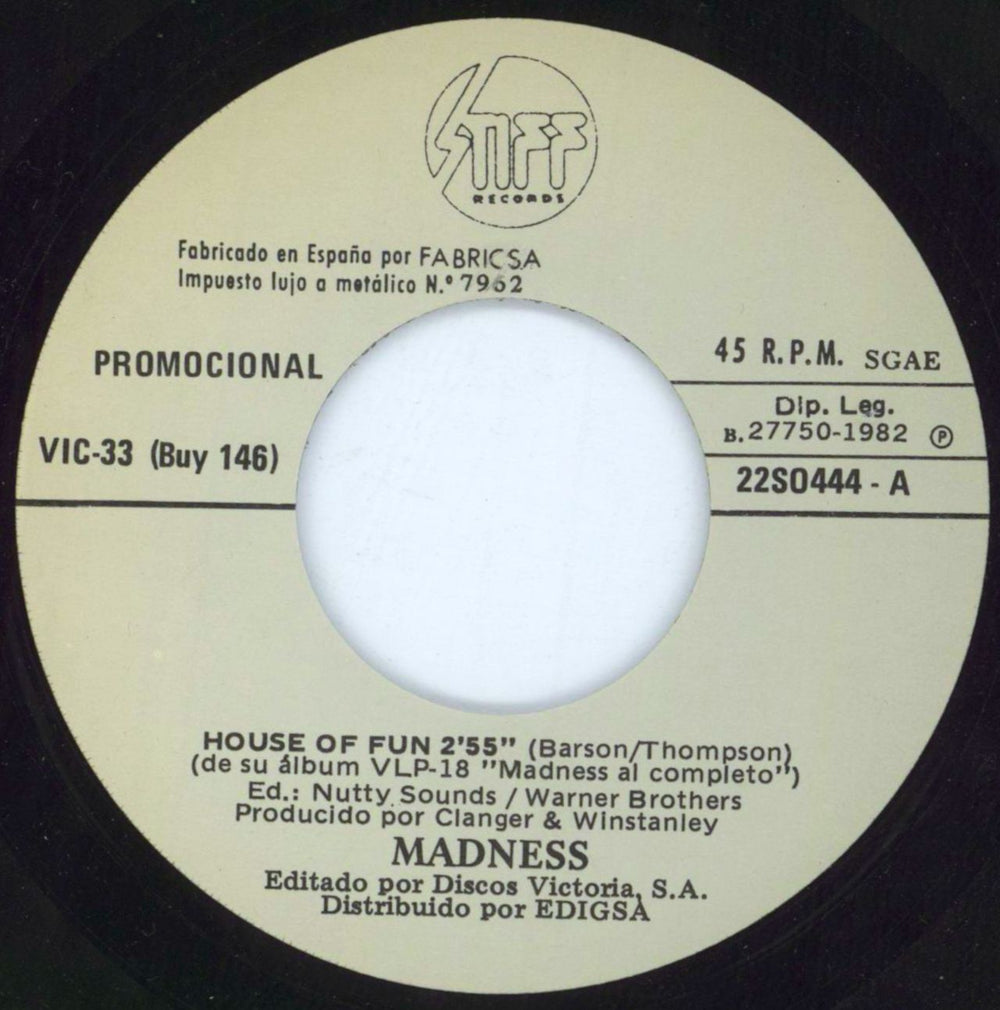 STIFF
RECORDS
Fabricado en España por FABRICSA
Impuesto lujo a metálico N.º 7962
PROMOCIONAL
VIC-33 (Buy 146)
45 R.P.M. SGAE
Dip. Leg.
B. 27750-1982 Ⓟ
22S0444 - A
HOUSE OF FUN 2'55" (Barson/Thompson)
(de su álbum VLP-18 "Madness al completo")
Ed.: Nutty Sounds / Warner Brothers
Producido por Clanger & Winstanley
MADNESS
Editado por Discos Victoria, S.A.
Distribuido por EDIGSA